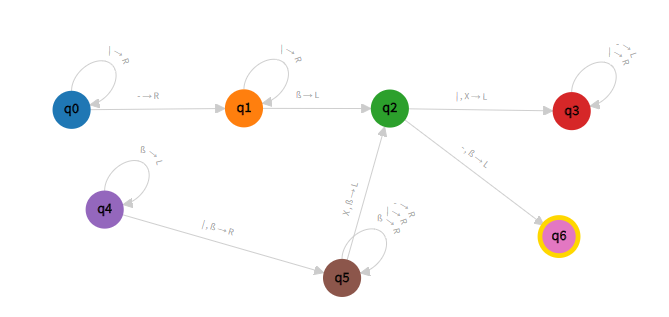 | → R
| → R
- → L
| → R
q0
- → R
q1
ß → L
q2
|,X → L
q3
ß → L
-,ß → L
q4
|,ß → R
X,ß → L
- → R
| → R
ß → R
q6
q5